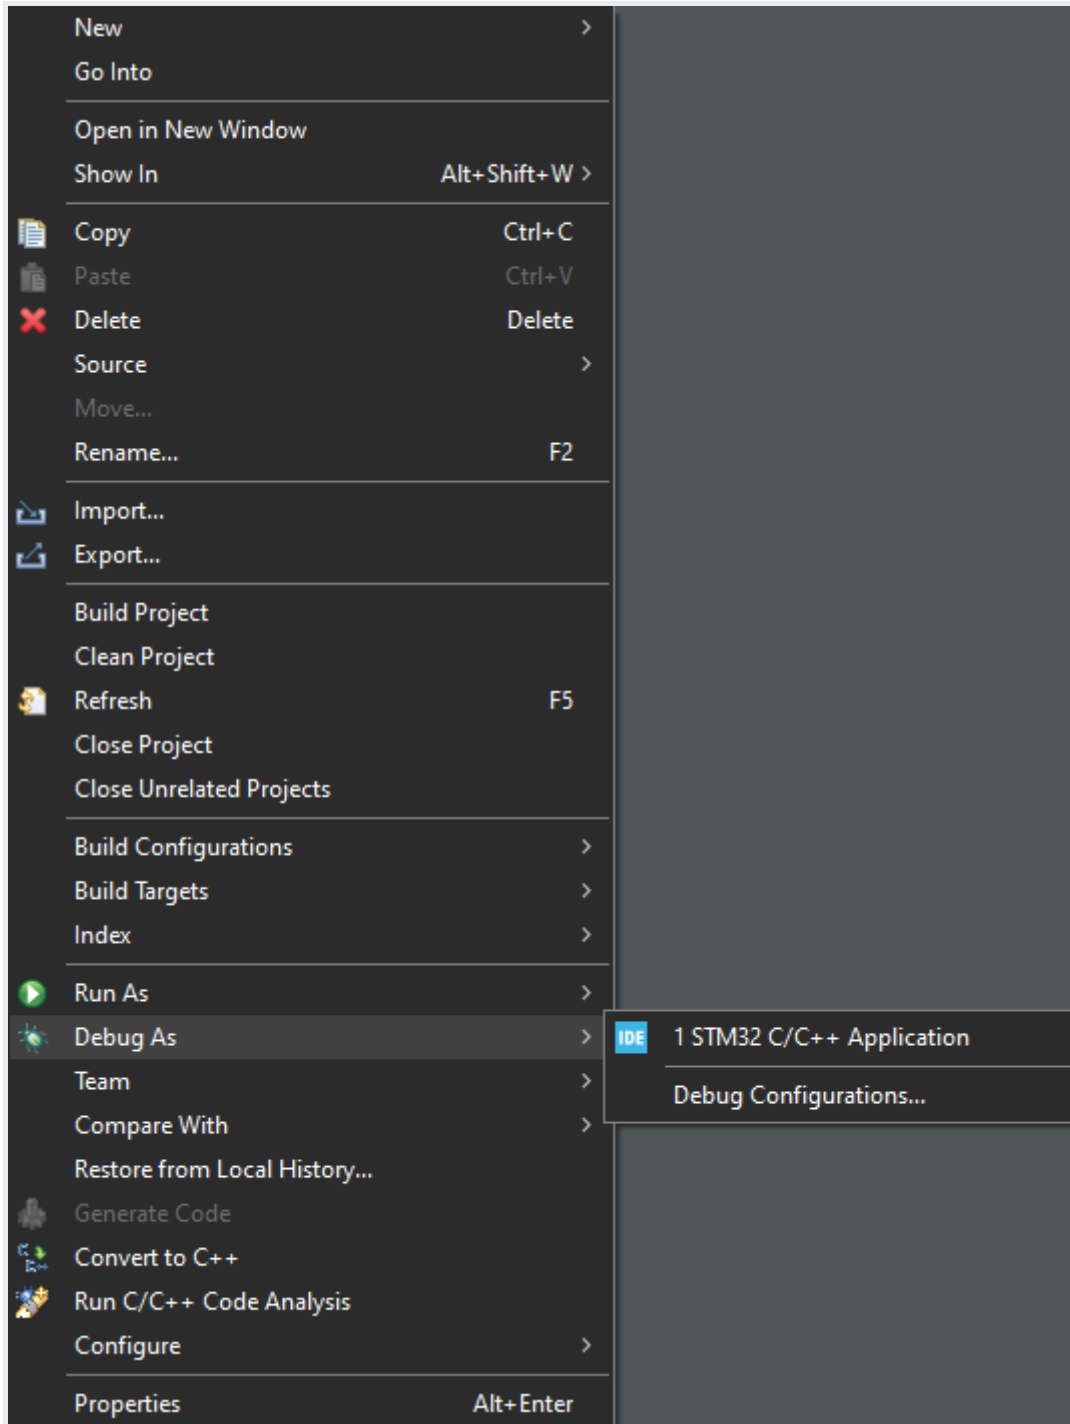 New
Go Into
Open in New Window
Show In Alt+Shift+W
Copy Ctrl+C
Paste Ctrl+V
Delete Delete
Source
Move...
Rename... F2
Import...
Export...
Build Project
Clean Project
Refresh F5
Close Project
Close Unrelated Projects
Build Configurations
Build Targets
Index
Run As
Debug As
IDE 1 STM32 C/C++ Application
Debug Configurations...
Team
Compare With
Restore from Local History...
Generate Code
Convert to C++
Run C/C++ Code Analysis
Configure
Properties Alt+Enter